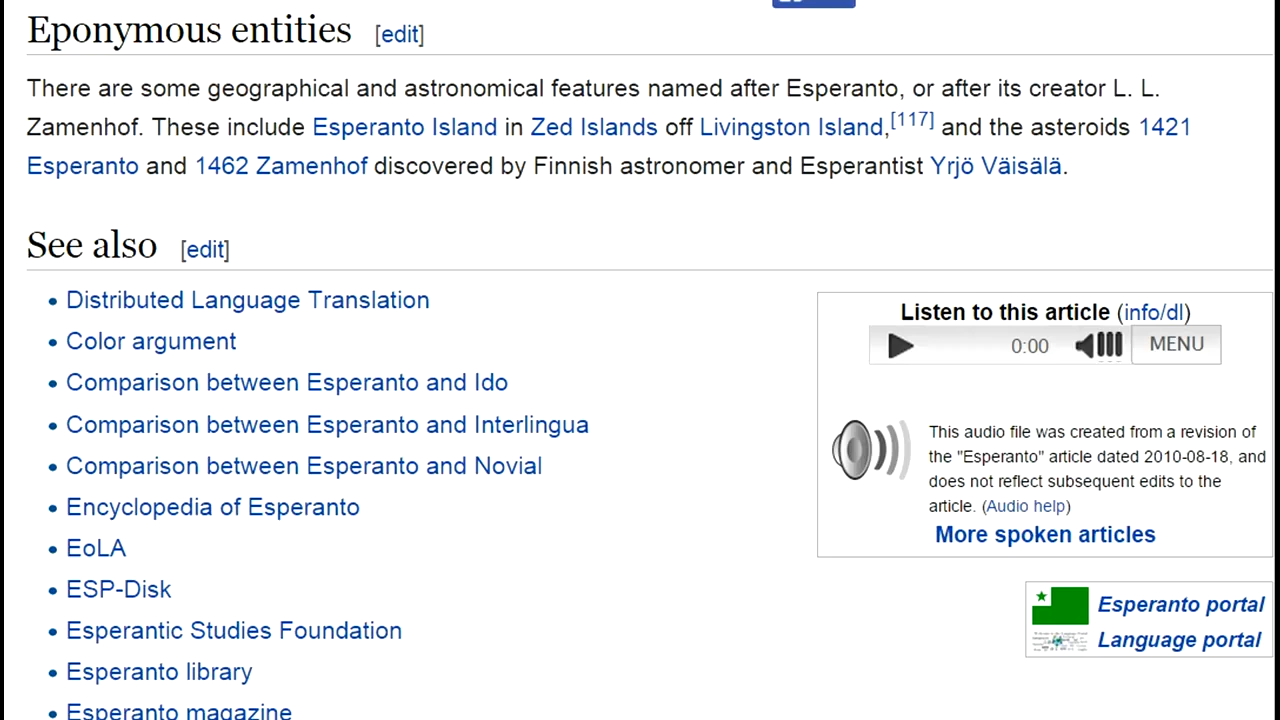 Eponymous entities [edit]
There are some geographical and astronomical features named after Esperanto, or after its creator L. L.
Zamenhof. These include Esperanto Island in Zed Islands off Livingston Island,[117] and the asteroids 1421
Esperanto and 1462 Zamenhof discovered by Finnish astronomer and Esperantist Yrjö Väisälä.
See also [edit]
• Distributed Language Translation
• Color argument
• Comparison between Esperanto and Ido
• Comparison between Esperanto and Interlingua
• Comparison between Esperanto and Novial
• Encyclopedia of Esperanto
• EoLA
• ESP-Disk
• Esperantic Studies Foundation
• Esperanto library
• Esperanto magazine
Listen to this article (info/dl)
0:00 MENU
This audio file was created from a revision of
the "Esperanto" article dated 2010-08-18, and
does not reflect subsequent edits to the
article. (Audio help)
More spoken articles
Esperanto portal
Language portal